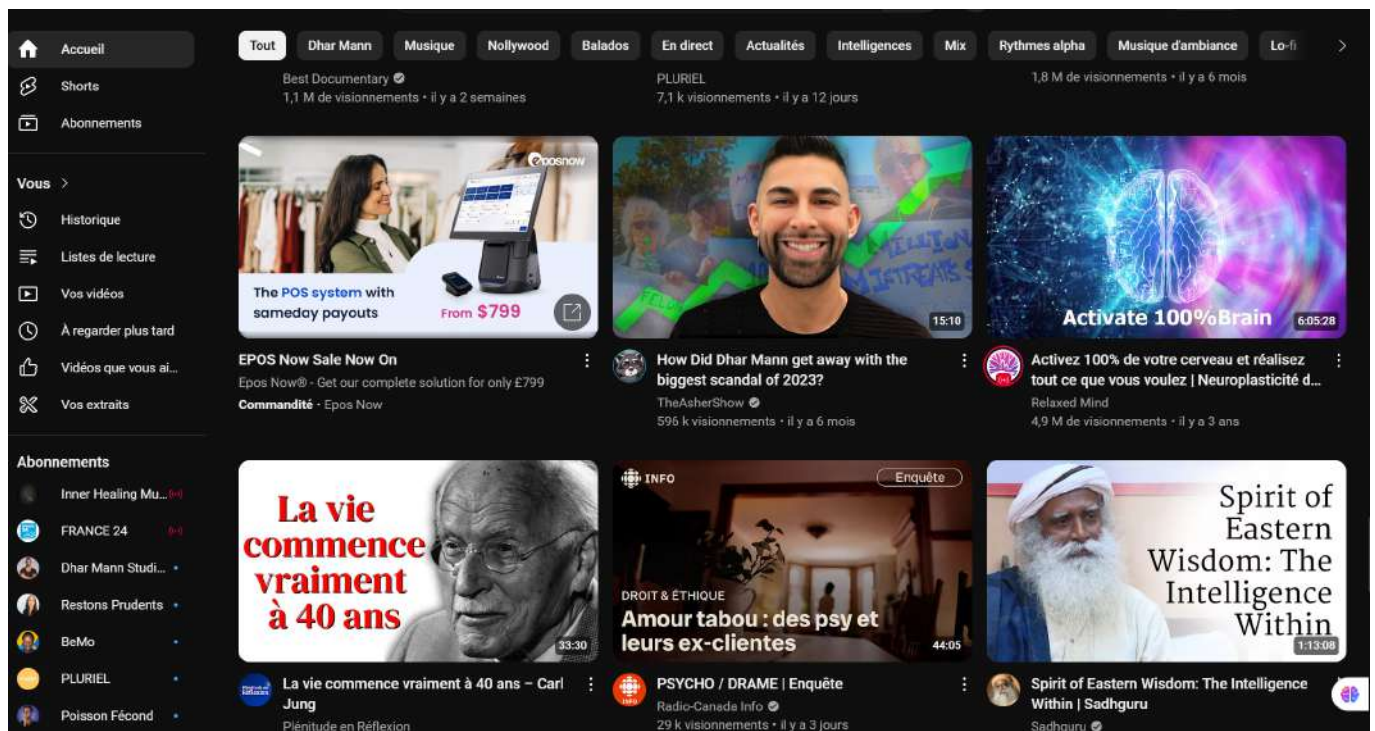 Accueil
Shorts
Abonnements
Vous >
Historique
Listes de lecture
Vos vidéos
À regarder plus tard
Vidéos que vous ai...
Vos extraits
Abonnements
Inner Healing Mu...
FRANCE 24
Dhar Mann Studi...
Restons Prudents
BeMo
PLURIEL
Poisson Fécond
Tout Dhar Mann Musique Nollywood Balados En direct Actualités Intelligences Mix Rythmes alpha Musique d'ambiance Lo-fi >
Best Documentary
1,1 M de visionnements • il y a 2 semaines
PLURIEL
7,1 k visionnements • il y a 12 jours
1,8 M de visionnements • il y a 6 mois
eposnow
The POS system with
sameday payouts
From $799
EPOS Now Sale Now On
Epos Now® - Get our complete solution for only £799
Commandité • Epos Now
FELON
MILLION
MISTREATS
15:10
How Did Dhar Mann get away with the
biggest scandal of 2023?
TheAsherShow
596 k visionnements • il y a 6 mois
Activate 100%Brain
6:05:28
Activez 100% de votre cerveau et réalisez
tout ce que vous voulez | Neuroplasticité d...
Relaxed Mind
4,9 M de visionnements • il y a 3 ans
La vie
commence
vraiment
à 40 ans
33:30
La vie commence vraiment à 40 ans – Carl
Jung
Plénitude en Réflexion
INFO
Enquête
DROIT & ÉTHIQUE
Amour tabou : des psy et
leurs ex-clientes
44:05
PSYCHO / DRAME | Enquête
Radio-Canada Info
29 k visionnements • il y a 3 jours
Spirit of
Eastern
Wisdom: The
Intelligence
Within
1:13:08
Spirit of Eastern Wisdom: The Intelligence
Within | Sadhguru
Sadhguru